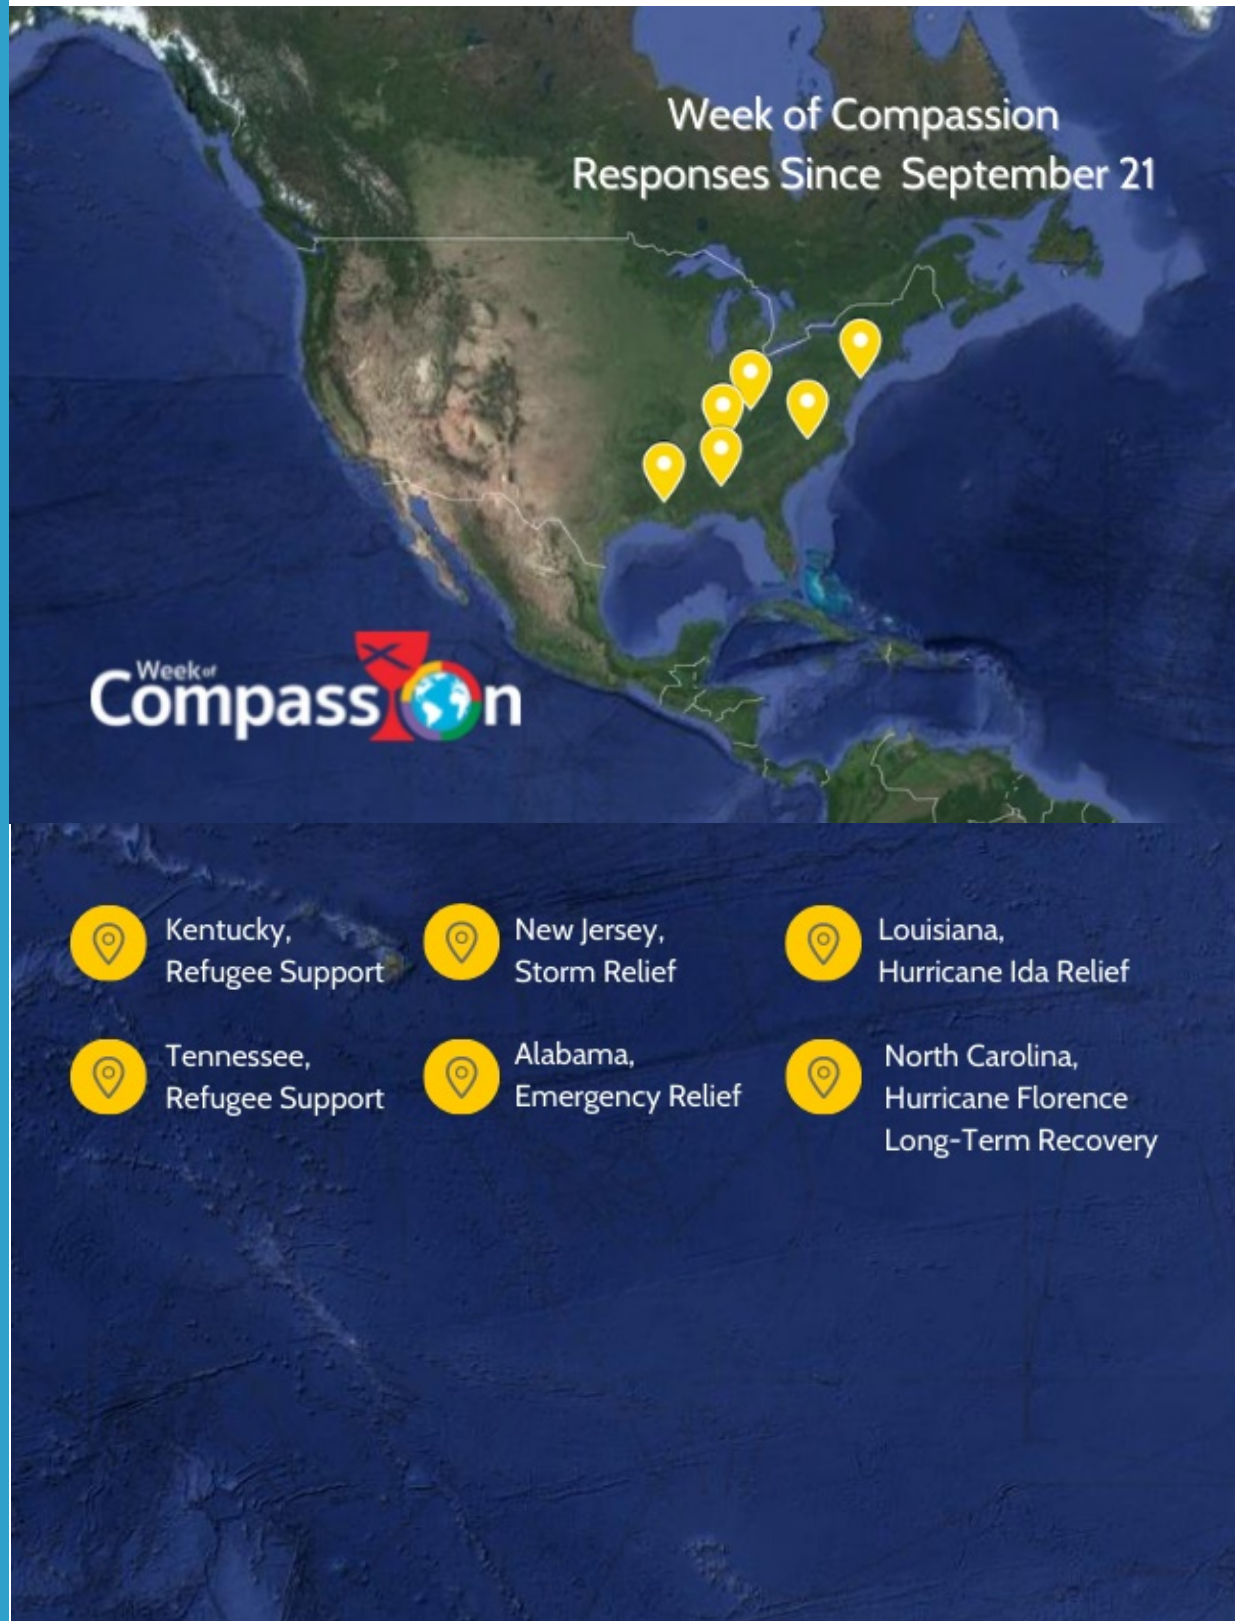 Week of Compassion
Responses Since September 21
Week of
Compassion
Kentucky,
Refugee Support
New Jersey,
Storm Relief
Louisiana,
Hurricane Ida Relief
Tennessee,
Refugee Support
Alabama,
Emergency Relief
North Carolina,
Hurricane Florence
Long-Term Recovery